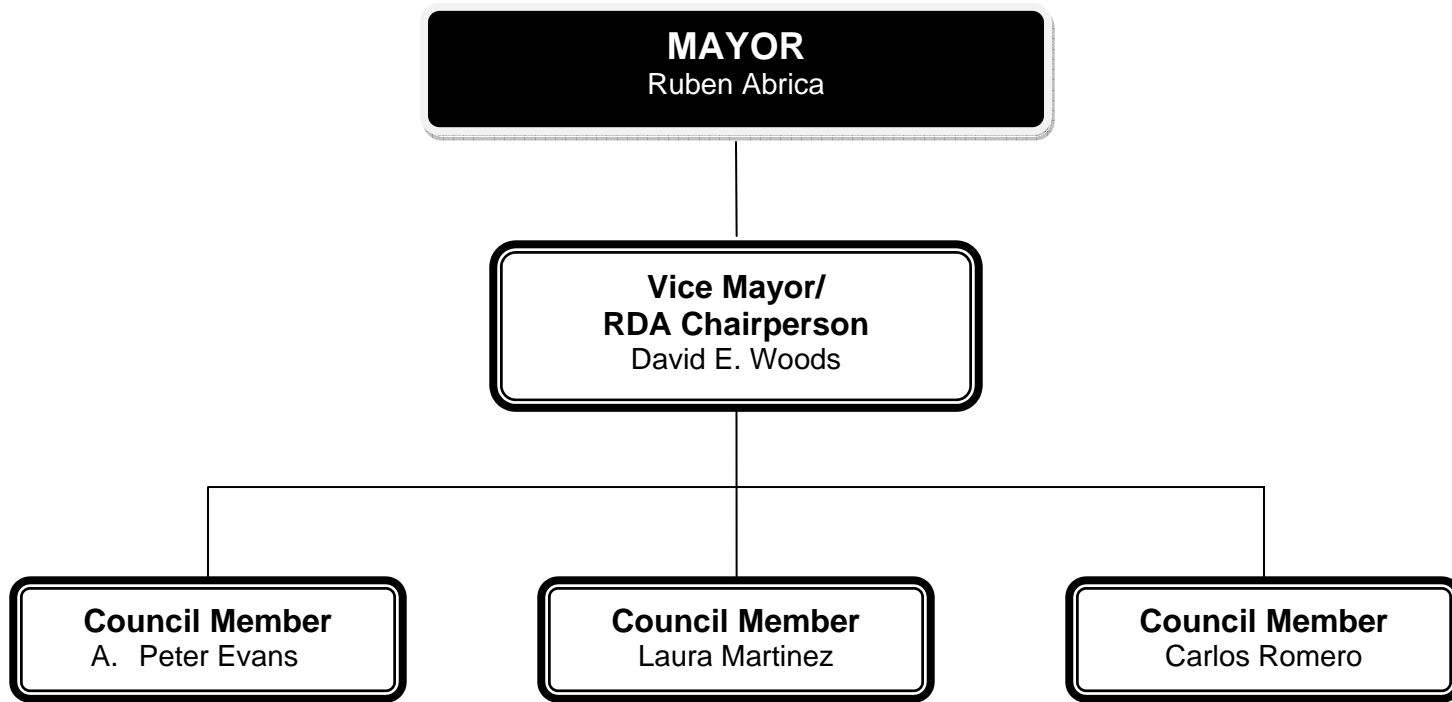 MAYOR
Ruben Abrica
Vice Mayor/
RDA Chairperson
David E. Woods
Council Member
A. Peter Evans
Council Member
Laura Martinez
Council Member
Carlos Romero